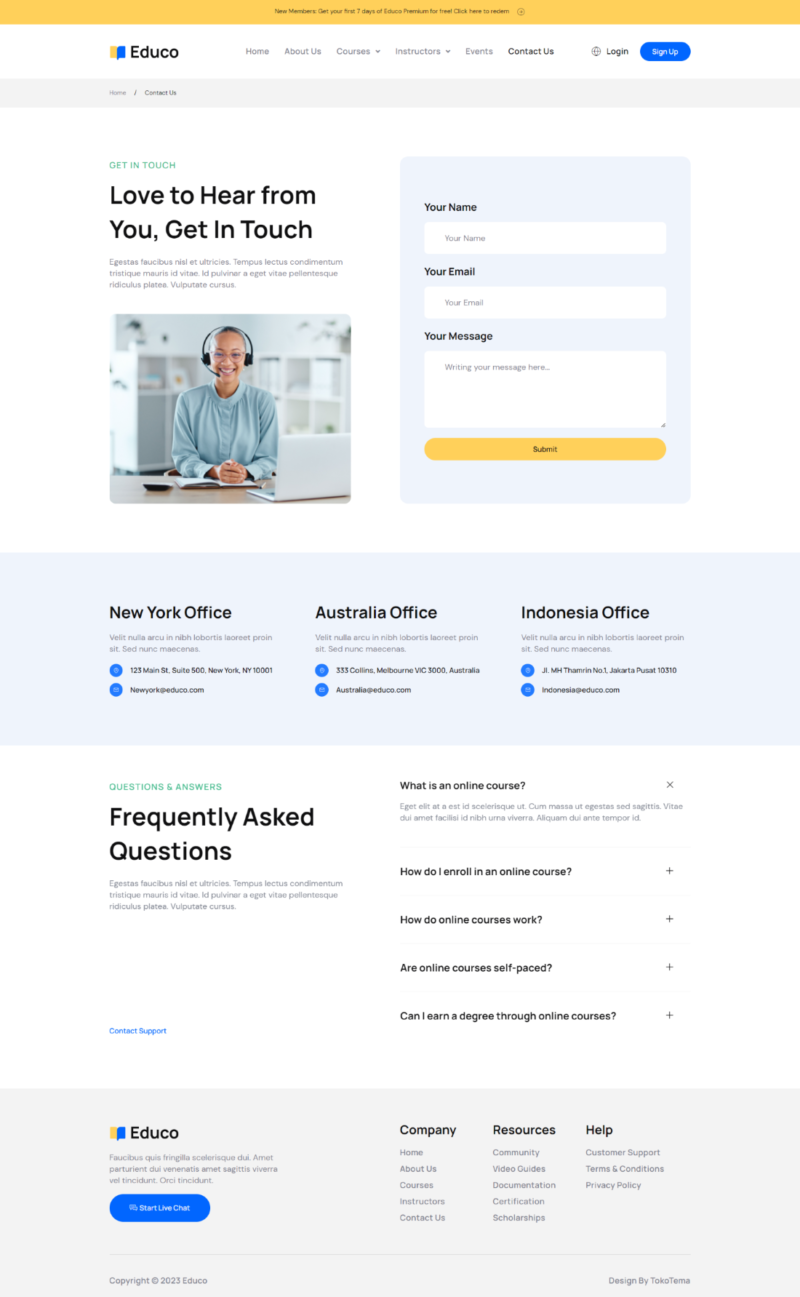 New Members: Get your first 7 days of Educo Premium for free! Click here to redem
Educo
Home
About Us
Courses
Instructors
Events
Contact Us
Login
Sign Up
Home / Contact Us
GET IN TOUCH
Love to Hear from
You, Get In Touch
Egestas faucibus nisl et ultricies. Tempus lectus condimentum
tristique mauris id vitae. Id pulvinar a eget vitae pellentesque
ridiculus platea. Vulputate cursus.
Your Name
Your Name
Your Email
Your Email
Your Message
Writing your message here...
Submit
New York Office
Velit nulla arcu in nibh lobortis laoreet proin
sit. Sed nunc maecenas.
123 Main St, Suite 500, New York, NY 10001
Newyork@educo.com
Australia Office
Velit nulla arcu in nibh lobortis laoreet proin
sit. Sed nunc maecenas.
333 Collins, Melbourne VIC 3000, Australia
Australia@educo.com
Indonesia Office
Velit nulla arcu in nibh lobortis laoreet proin
sit. Sed nunc maecenas.
Jl. MH Thamrin No.1, Jakarta Pusat 10310
Indonesia@educo.com
QUESTIONS & ANSWERS
Frequently Asked
Questions
Egestas faucibus nisl et ultricies. Tempus lectus condimentum
tristique mauris id vitae. Id pulvinar a eget vitae pellentesque
ridiculus platea. Vulputate cursus.
Contact Support
What is an online course?
Eget elit at a est id scelerisque ut. Cum massa ut egestas sed sagittis. Vitae
dui amet facilisi id nibh urna viverra. Aliquam dui ante tempor id.
How do I enroll in an online course?
How do online courses work?
Are online courses self-paced?
Can I earn a degree through online courses?
Educo
Faucibus quis fringilla scelerisque dui. Amet
parturient dui venenatis amet sagittis viverra
vel tincidunt. Orci tincidunt.
Start Live Chat
Company
Home
About Us
Courses
Instructors
Contact Us
Resources
Community
Video Guides
Documentation
Certification
Scholarships
Help
Customer Support
Terms & Conditions
Privacy Policy
Copyright © 2023 Educo
Design By TokoTema